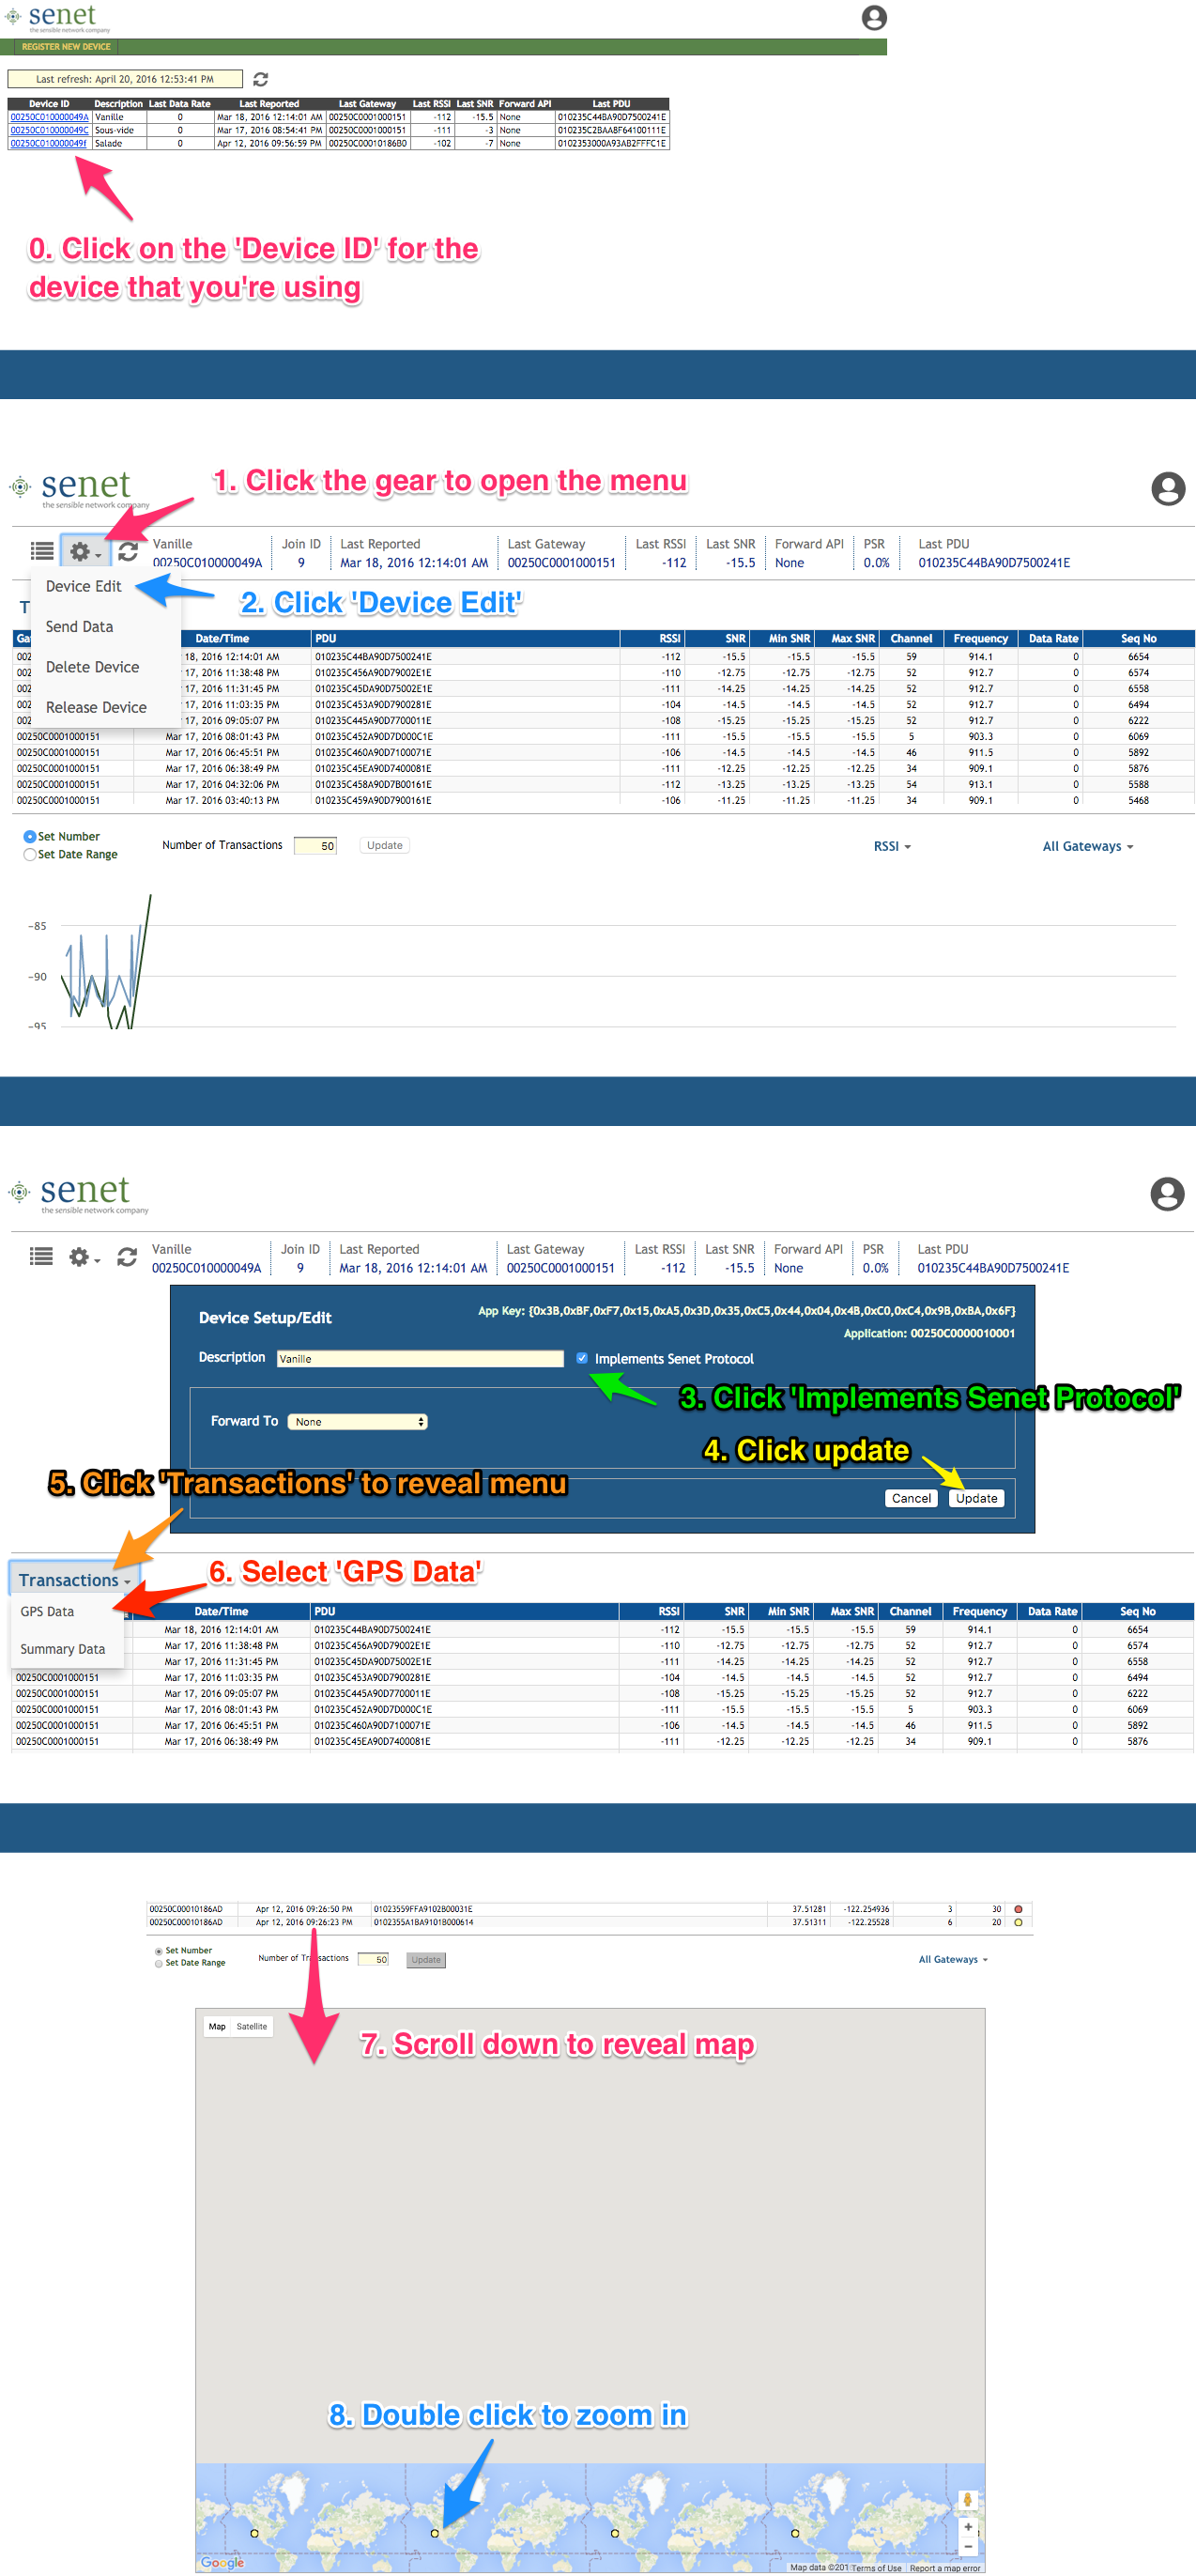 senet
the sensible network company
REGISTER NEW DEVICE
Last refresh: April 20, 2016 12:53:41 PM
Device ID Description Last Data Rate Last Reported Last Gateway Last RSSI Last SNR Forward API Last PDU
00250C010000049A Vanille 0 Mar 18, 2016 12:14:01 AM 00250C0001000151 -112 -15.5 None 010235C44BA90D7500241E
00250C010000049C Sous-vide 0 Mar 17, 2016 08:54:41 PM 00250C0001000151 -111 -3 None 010235C2BAA8F64100111E
00250C010000049f Salade 0 Apr 12, 2016 09:56:59 PM 00250C00010186B0 -102 -7 None 0102353000A93AB2FFFC1E
0. Click on the 'Device ID' for the
device that you're using
1. Click the gear to open the menu
senet
the sensible network company
Vanille Join ID Last Reported Last Gateway Last RSSI Last SNR Forward API PSR Last PDU
00250C010000049A 9 Mar 18, 2016 12:14:01 AM 00250C0001000151 -112 -15.5 None 0.0% 010235C44BA90D7500241E
Device Edit
2. Click 'Device Edit'
T
Send Data
Delete Device
Release Device
Ga Date/Time PDU RSSI SNR Min SNR Max SNR Channel Frequency Data Rate Seq No
002 18, 2016 12:14:01 AM 010235C44BA90D7500241E -112 -15.5 -15.5 -15.5 59 914.1 0 6654
002 17, 2016 11:38:48 PM 010235C456A90D79002E1E -110 -12.75 -12.75 -12.75 52 912.7 0 6574
002 17, 2016 11:31:45 PM 010235C45DA90D75002E1E -111 -14.25 -14.25 -14.25 52 912.7 0 6558
002 17, 2016 11:03:35 PM 010235C453A90D7900281E -104 -14.5 -14.5 -14.5 52 912.7 0 6494
002 17, 2016 09:05:07 PM 010235C445A90D7700011E -108 -15.25 -15.25 -15.25 52 912.7 0 6222
00250C0001000151 Mar 17, 2016 08:01:43 PM 010235C452A90D7D000C1E -111 -15.5 -15.5 -15.5 5 903.3 0 6069
00250C0001000151 Mar 17, 2016 06:45:51 PM 010235C460A90D7100071E -106 -14.5 -14.5 -14.5 46 911.5 0 5892
00250C0001000151 Mar 17, 2016 06:38:49 PM 010235C45EA90D7400081E -111 -12.25 -12.25 -12.25 34 909.1 0 5876
00250C0001000151 Mar 17, 2016 04:32:06 PM 010235C458A90D7B00161E -112 -13.25 -13.25 -13.25 54 913.1 0 5588
00250C0001000151 Mar 17, 2016 03:40:13 PM 010235C459A90D7900161E -106 -11.25 -11.25 -11.25 34 909.1 0 5468
Set Number
Set Date Range
Number of Transactions 50 Update RSSI All Gateways
-85
-90
-95
senet
the sensible network company
Vanille Join ID Last Reported Last Gateway Last RSSI Last SNR Forward API PSR Last PDU
00250C010000049A 9 Mar 18, 2016 12:14:01 AM 00250C0001000151 -112 -15.5 None 0.0% 010235C44BA90D7500241E
Device Setup/Edit
App Key: {0x3B,0xBF,0xF7,0x15,0xA5,0x3D,0x35,0xC5,0x44,0x04,0x4B,0xC0,0xC4,0x9B,0xBA,0x6F}
Application: 00250C0000010001
Description Vanille Implements Senet Protocol
3. Click 'Implements Senet Protocol'
Forward To None
4. Click update
5. Click 'Transactions' to reveal menu
Cancel Update
Transactions
6. Select 'GPS Data'
GPS Data
Summary Data
Date/Time PDU RSSI SNR Min SNR Max SNR Channel Frequency Data Rate Seq No
Mar 18, 2016 12:14:01 AM 010235C44BA90D7500241E -112 -15.5 -15.5 -15.5 59 914.1 0 6654
Mar 17, 2016 11:38:48 PM 010235C456A90D79002E1E -110 -12.75 -12.75 -12.75 52 912.7 0 6574
Mar 17, 2016 11:31:45 PM 010235C45DA90D75002E1E -111 -14.25 -14.25 -14.25 52 912.7 0 6558
00250C0001000151 Mar 17, 2016 11:03:35 PM 010235C453A90D7900281E -104 -14.5 -14.5 -14.5 52 912.7 0 6494
00250C0001000151 Mar 17, 2016 09:05:07 PM 010235C445A90D7700011E -108 -15.25 -15.25 -15.25 52 912.7 0 6222
00250C0001000151 Mar 17, 2016 08:01:43 PM 010235C452A90D7D000C1E -111 -15.5 -15.5 -15.5 5 903.3 0 6069
00250C0001000151 Mar 17, 2016 06:45:51 PM 010235C460A90D7100071E -106 -14.5 -14.5 -14.5 46 911.5 0 5892
00250C0001000151 Mar 17, 2016 06:38:49 PM 010235C45EA90D7400081E -111 -12.25 -12.25 -12.25 34 909.1 0 5876
00250C00010186AD Apr 12, 2016 09:26:50 PM 01023559FFA9102B00031E 37.51281 -122.254936 3 30
00250C00010186AD Apr 12, 2016 09:26:23 PM 0102355A1BA9101B000614 37.51311 -122.25528 6 20
Set Number
Set Date Range
Number of Transactions 50 Update All Gateways
Map Satellite
7. Scroll down to reveal map
8. Double click to zoom in
Google
Map data ©201 Terms of Use Report a map error